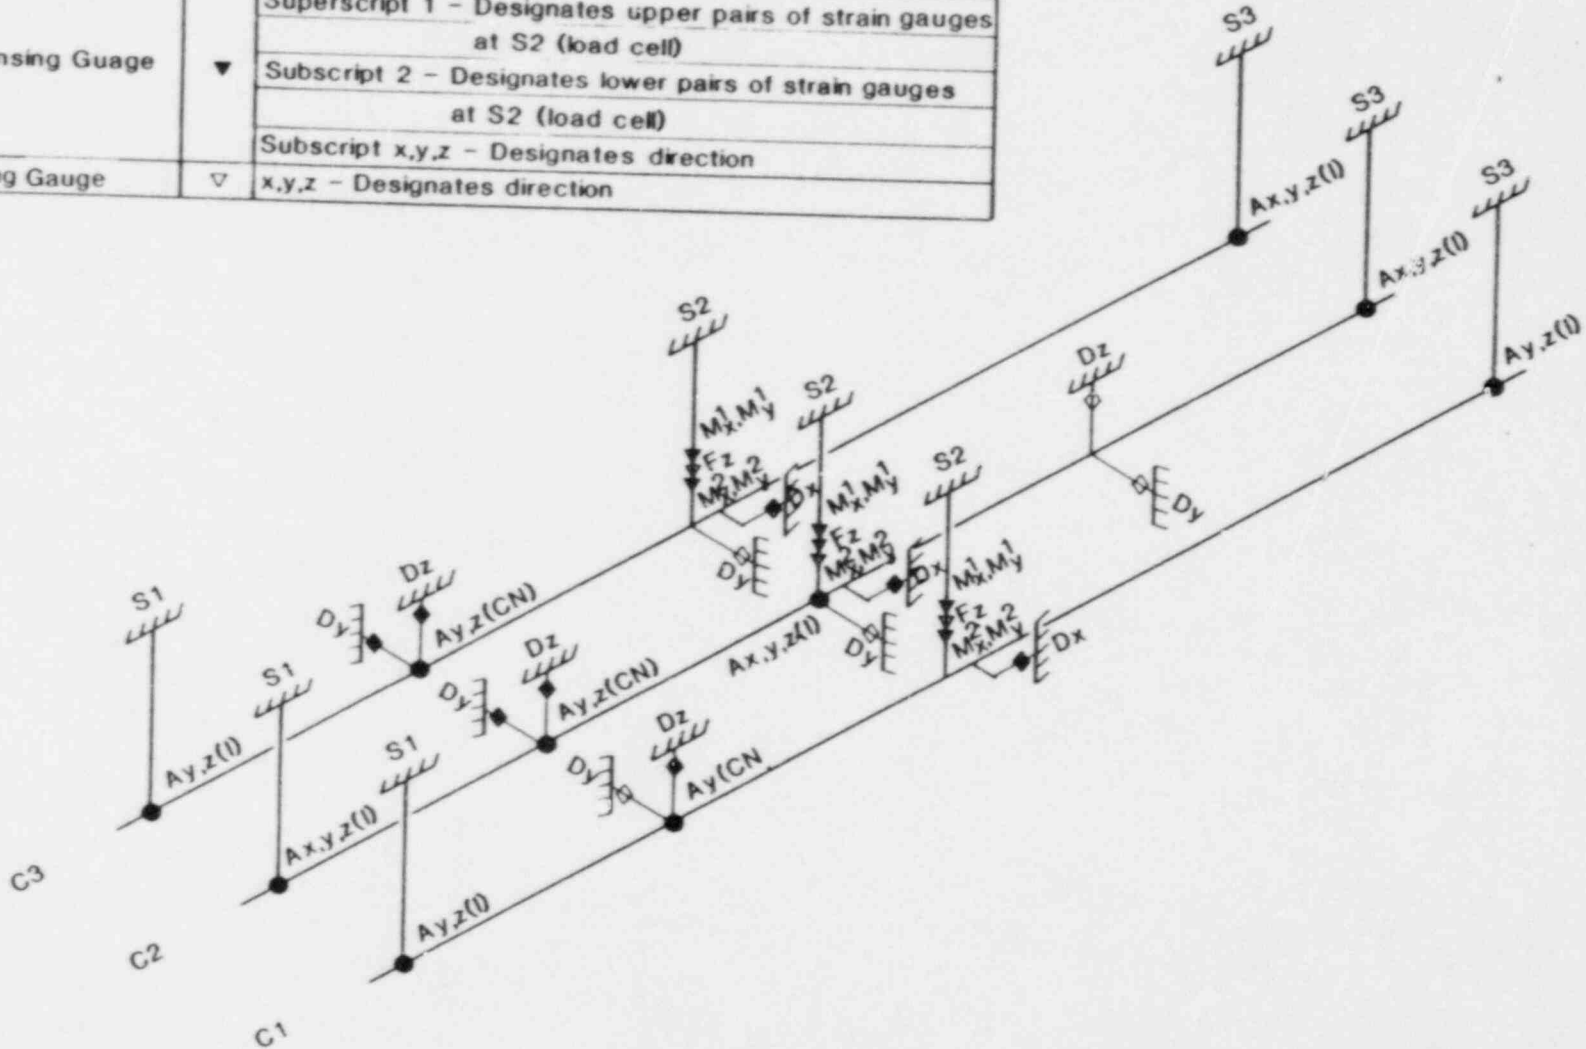 Superscript 1 – Designates upper pairs of strain gauges
at S2 (load cell)
nsing Guage ▼ Subscript 2 – Designates lower pairs of strain gauges
at S2 (load cell)
Subscript x,y,z – Designates direction
g Gauge ▽ x,y,z – Designates direction
S3
S3
S3
Ax,y,z(I)
Ax,y,z(I)
Ay,z(I)
S2
S2
S2
Dz
Dy
M¹x,M¹y
Fz
M²x,M²y
Dx
Dy
M¹x,M¹y
Fz
M²x,M²y
Dx
Dy
M¹x,M¹y
Fz
M²x,M²y
Dx
Ax,y,z(I)
S1
S1
S1
Dz
Dy
Ay,z(CN)
Dz
Dy
Ay,z(CN)
Dz
Dy
Ay(CN
Ay,z(I)
Ax,y,z(I)
Ay,z(I)
C3
C2
C1